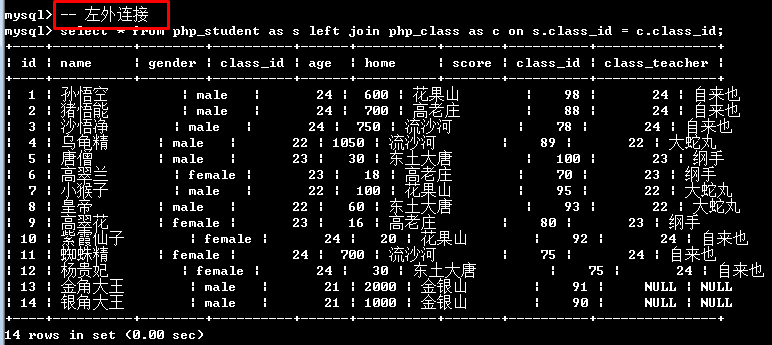 mysql> -- 左外连接
mysql> select * from php_student as s left join php_class as c on s.class_id = c.class_id;
+----+----------+--------+----------+------+----------+-------+----------+---------------+
| id | name | gender | class_id | age | home | score | class_id | class_teacher |
+----+----------+--------+----------+------+----------+-------+----------+---------------+
| 1 | 孙悟空 | male | 24 | 600 | 花果山 | 98 | 24 | 自来也
| 2 | 猪悟能 | male | 24 | 700 | 高老庄 | 88 | 24 | 自来也
| 3 | 沙悟净 | male | 24 | 750 | 流沙河 | 78 | 24 | 自来也
| 4 | 乌龟精 | male | 22 | 1050 | 流沙河 | 89 | 22 | 大蛇丸
| 5 | 唐僧 | male | 23 | 30 | 东土大唐 | 100 | 23 | 纲手
| 6 | 高翠兰 | female | 23 | 18 | 高老庄 | 70 | 23 | 纲手
| 7 | 小猴子 | male | 22 | 100 | 花果山 | 95 | 22 | 大蛇丸
| 8 | 皇帝 | male | 22 | 60 | 东土大唐 | 93 | 22 | 大蛇丸
| 9 | 高翠花 | female | 23 | 16 | 高老庄 | 80 | 23 | 纲手
| 10 | 紫霞仙子 | female | 24 | 20 | 花果山 | 92 | 24 | 自来也
| 11 | 蜘蛛精 | female | 24 | 700 | 流沙河 | 75 | 24 | 自来也
| 12 | 杨贵妃 | female | 24 | 30 | 东土大唐 | 75 | 24 | 自来也
| 13 | 金角大王 | male | 21 | 2000 | 金银山 | 91 | NULL | NULL
| 14 | 银角大王 | male | 21 | 1000 | 金银山 | 90 | NULL | NULL
+----+----------+--------+----------+------+----------+-------+----------+---------------+
14 rows in set (0.00 sec)